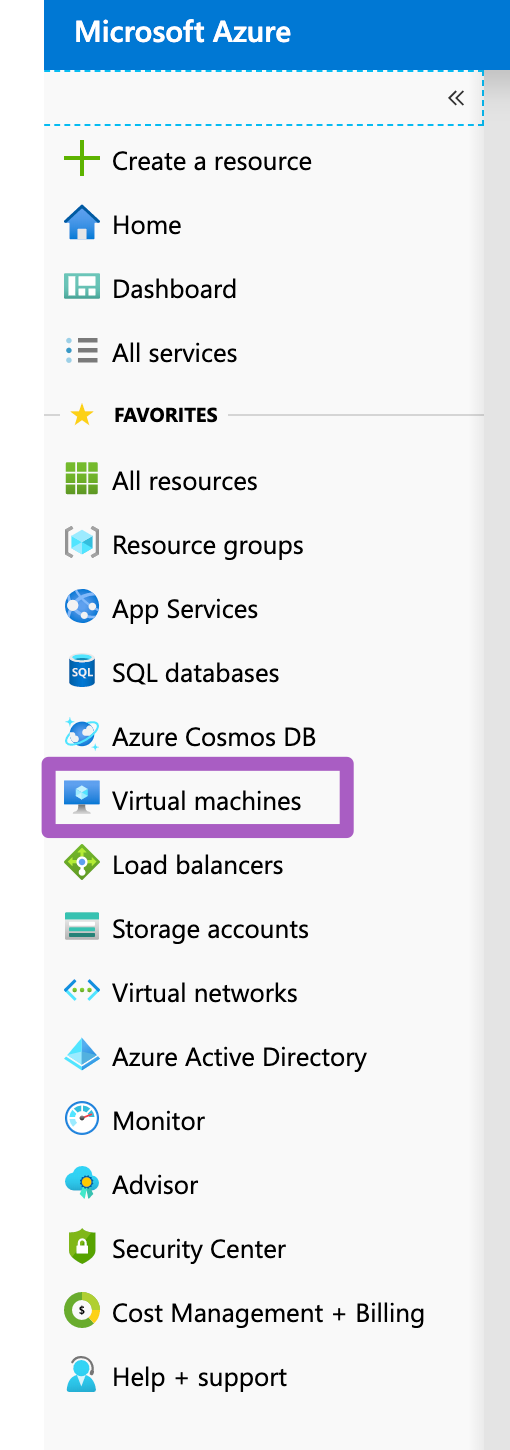 Microsoft Azure
«
Create a resource
Home
Dashboard
All services
FAVORITES
All resources
Resource groups
App Services
SQL SQL databases
Azure Cosmos DB
Virtual machines
Load balancers
Storage accounts
Virtual networks
Azure Active Directory
Monitor
Advisor
Security Center
$ Cost Management + Billing
Help + support